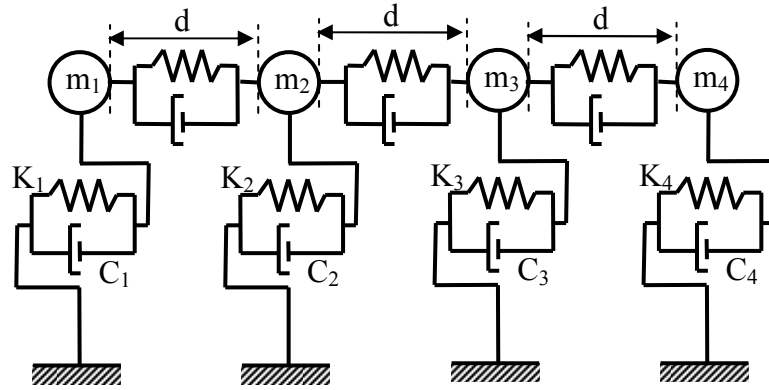 d d d
m₁ m₂ m₃ m₄
K₁ K₂ K₃ K₄
C₁ C₂ C₃ C₄